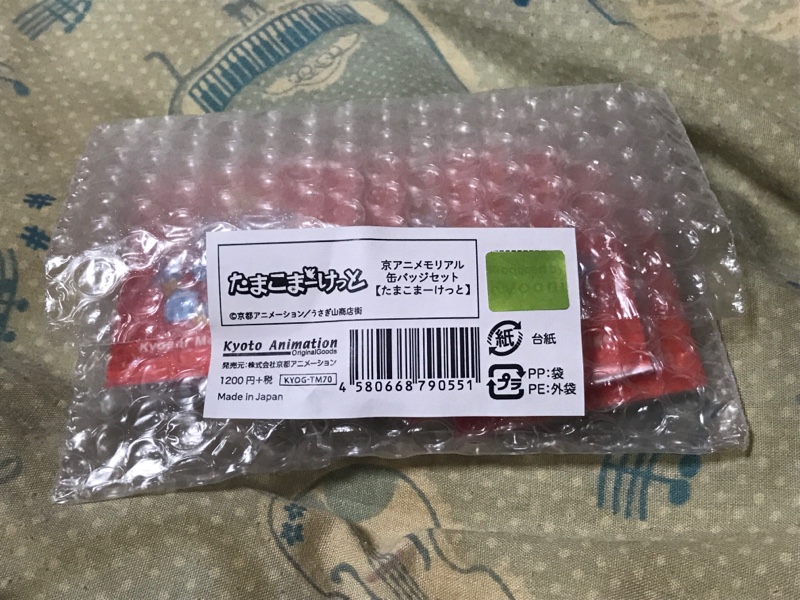 たまこまーけっと
京アニメモリアル
缶バッジセット
【たまこまーけっと】
©京都アニメーション/うさぎ山商店街
Kyoto Animation
OriginalGoods
発売元:株式会社京都アニメーション
1200円+税 KYOG-TM70
Made in Japan
4 580668 790551
紙 台紙
プラ PP:袋
PE:外袋